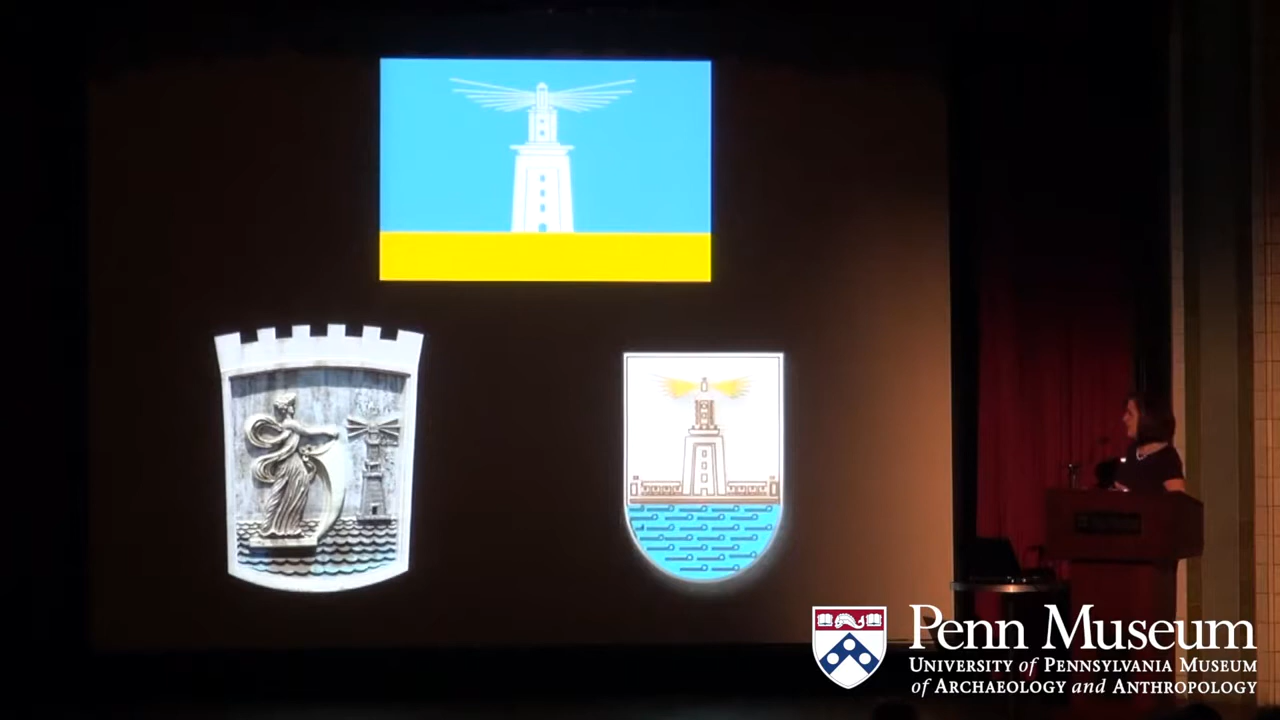 Penn Museum
University of Pennsylvania Museum
of Archaeology and Anthropology